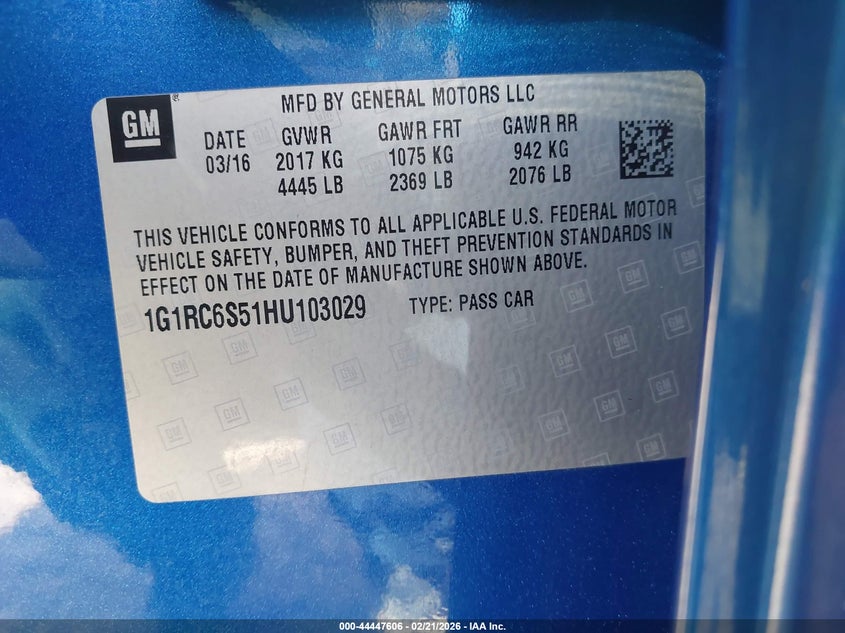 GM
MFD BY GENERAL MOTORS LLC
DATE GVWR GAWR FRT GAWR RR
03/16 2017 KG 1075 KG 942 KG
4445 LB 2369 LB 2076 LB
THIS VEHICLE CONFORMS TO ALL APPLICABLE U.S. FEDERAL MOTOR
VEHICLE SAFETY, BUMPER, AND THEFT PREVENTION STANDARDS IN
EFFECT ON THE DATE OF MANUFACTURE SHOWN ABOVE.
1G1RC6S51HU103029 TYPE: PASS CAR
000-44447606 - 02/21/2026 - IAA Inc.